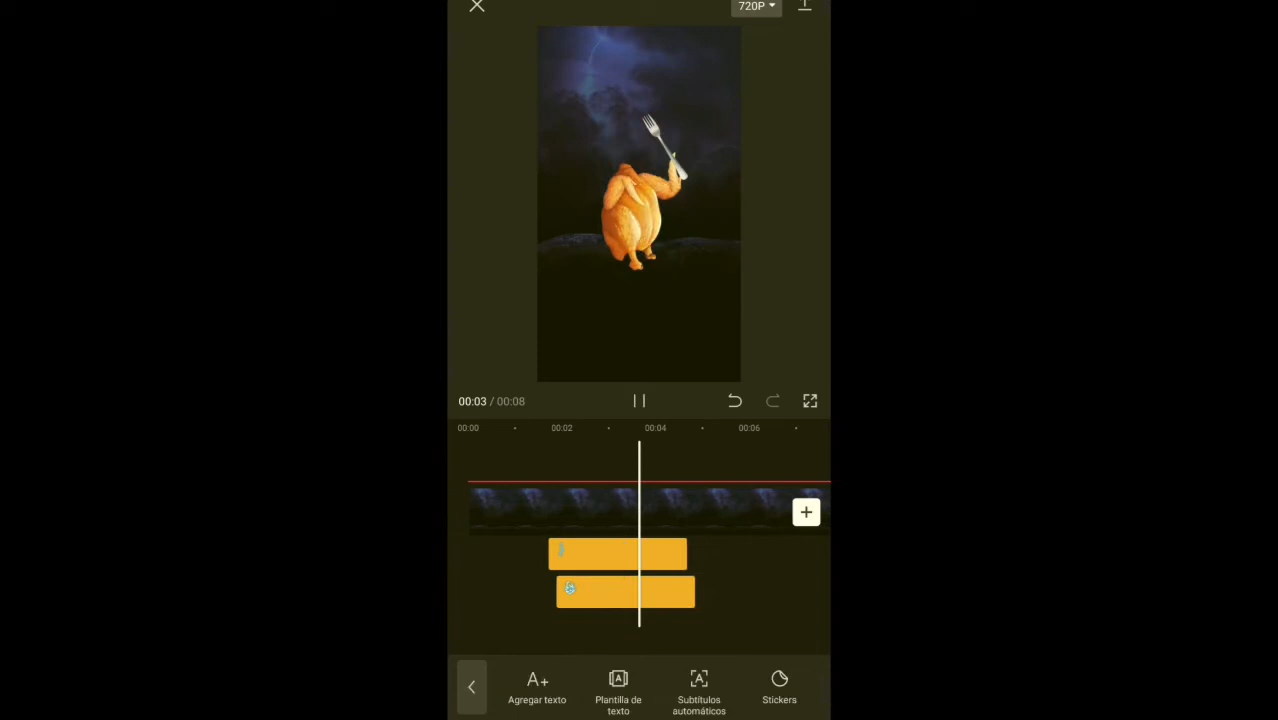 720P
00:03 / 00:08
00:00
00:02
00:04
00:06
Agregar texto
Plantilla de
texto
Subtítulos
automáticos
Stickers